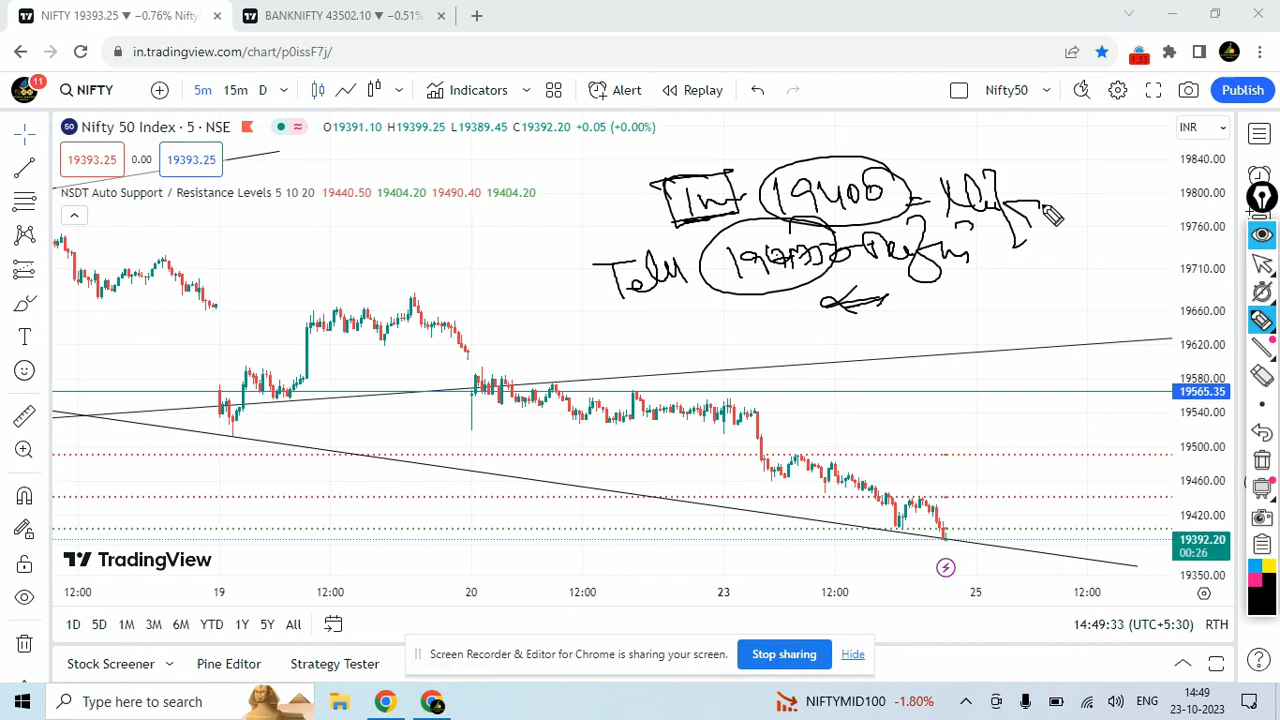 NIFTY 19393.25 ▼ −0.76% Nifty
BANKNIFTY 43502.10 ▼ −0.51%
in.tradingview.com/chart/p0issF7j/
1:33
11
NIFTY
5m 15m D
Indicators
Alert
Replay
Nifty50
Publish
50 Nifty 50 Index · 5 · NSE
O19391.10 H19399.25 L19389.45 C19392.20 +0.05 (+0.00%)
INR
19393.25 0.00 19393.25
NSDT Auto Support / Resistance Levels 5 10 20 19440.50 19404.20 19490.40 19404.20
19400
19840.00
19800.00
19760.00
19710.00
19660.00
19620.00
19580.00
19565.35
19540.00
19500.00
19460.00
19420.00
19392.20
00:26
19350.00
TradingView
12:00 19 12:00 20 12:00 23 12:00 25 12:00
1D 5D 1M 3M 6M YTD 1Y 5Y All
14:49:33 (UTC+5:30) RTH
Stock Screener Pine Editor Strategy Tester
Screen Recorder & Editor for Chrome is sharing your screen. Stop sharing Hide
Type here to search
NIFTYMID100 -1.80%
ENG
14:49
23-10-2023